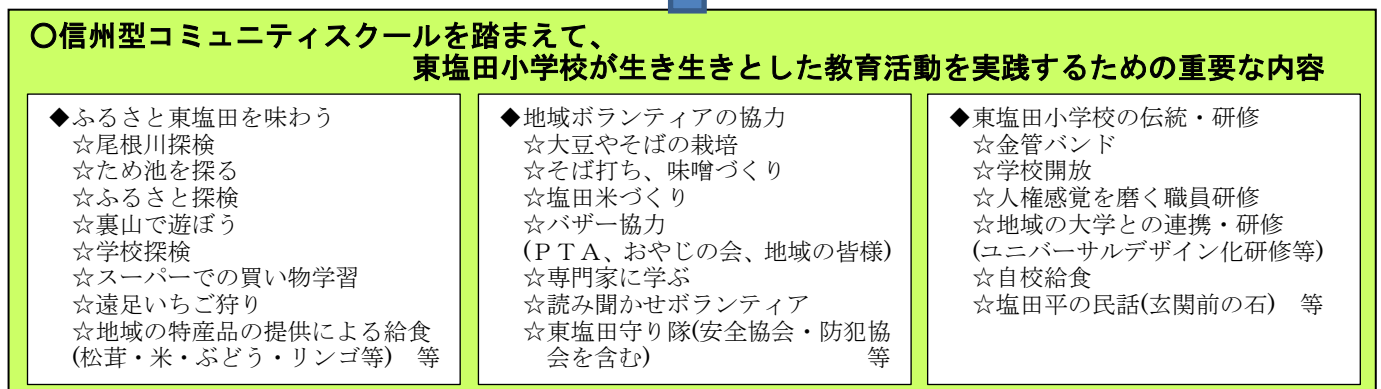 〇信州型コミュニティスクールを踏まえて、
東塩田小学校が生き生きとした教育活動を実践するための重要な内容
◆ふるさと東塩田を味わう
☆尾根川探検
☆ため池を探る
☆ふるさと探検
☆裏山で遊ぼう
☆学校探検
☆スーパーでの買い物学習
☆遠足いちご狩り
☆地域の特産品の提供による給食
(松茸・米・ぶどう・リンゴ等) 等
◆地域ボランティアの協力
☆大豆やそばの栽培
☆そば打ち、味噌づくり
☆塩田米づくり
☆バザー協力
(PTA、おやじの会、地域の皆様)
☆専門家に学ぶ
☆読み聞かせボランティア
☆東塩田守り隊(安全協会・防犯協
会を含む) 等
◆東塩田小学校の伝統・研修
☆金管バンド
☆学校開放
☆人権感覚を磨く職員研修
☆地域の大学との連携・研修
(ユニバーサルデザイン化研修等)
☆自校給食
☆塩田平の民話(玄関前の石) 等